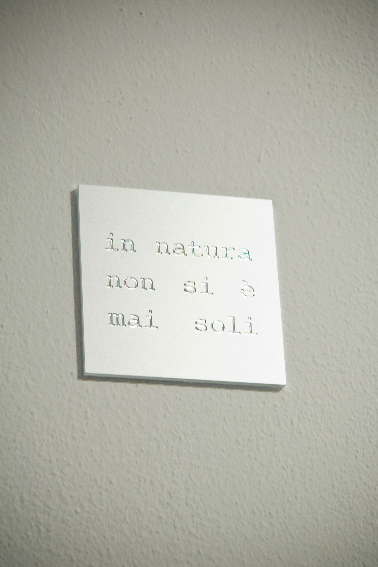 in natura
non si è
mai soli